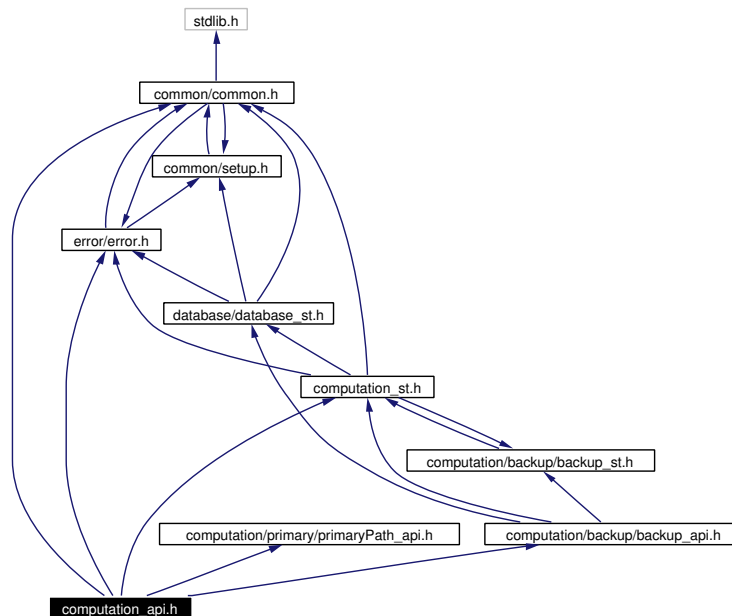 stdlib.h
common/common.h
common/setup.h
error/error.h
database/database_st.h
computation_st.h
computation/backup/backup_st.h
computation/primary/primaryPath_api.h
computation/backup/backup_api.h
computation_api.h